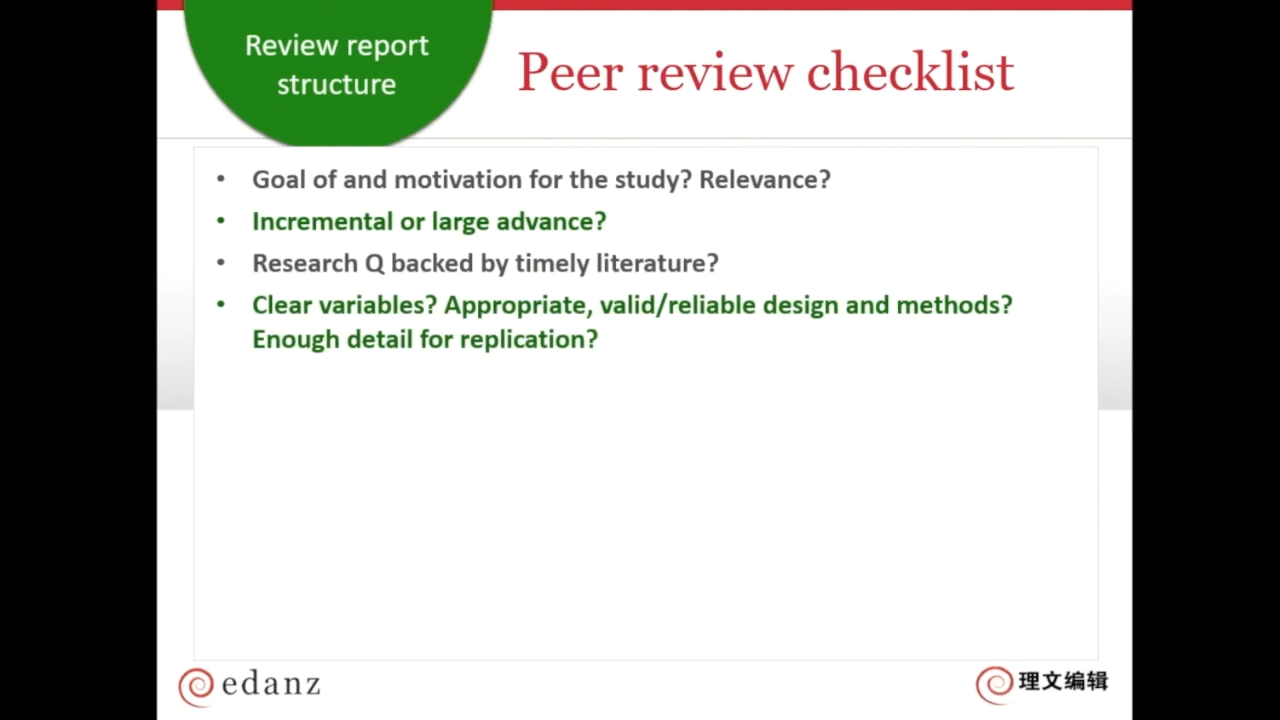 Review report
structure
Peer review checklist
• Goal of and motivation for the study? Relevance?
• Incremental or large advance?
• Research Q backed by timely literature?
• Clear variables? Appropriate, valid/reliable design and methods?
Enough detail for replication?
edanz
理文编辑